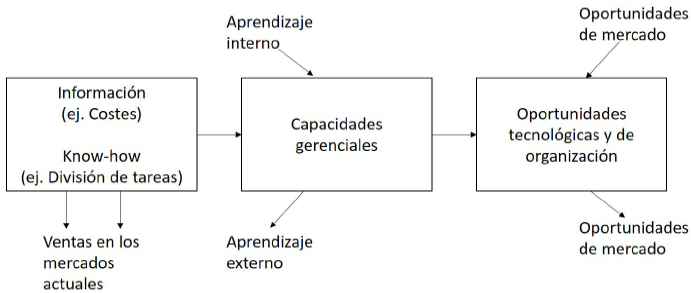 Aprendizaje
interno
Oportunidades
de mercado
Información
(ej. Costes)
Know-how
(ej. División de tareas)
Capacidades
gerenciales
Oportunidades
tecnológicas y de
organización
Ventas en los
mercados
actuales
Aprendizaje
externo
Oportunidades
de mercado